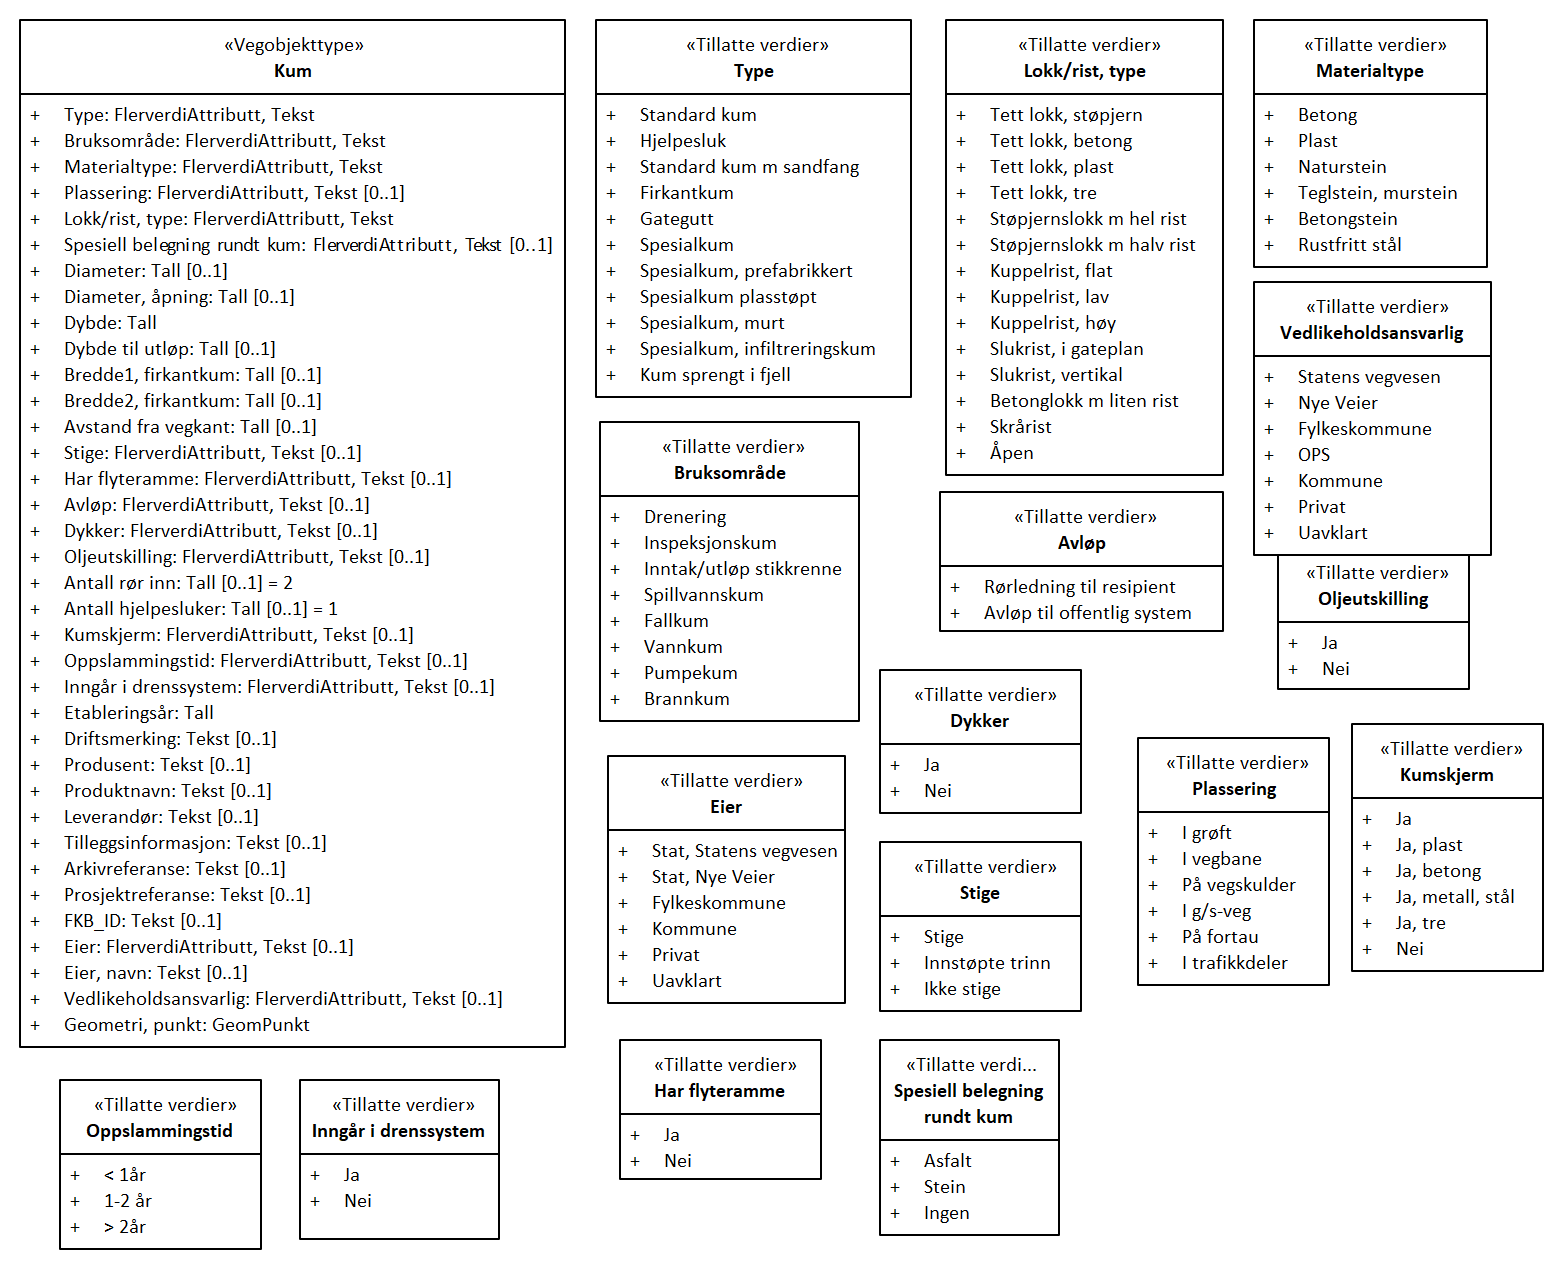 «Vegobjekttype»
Kum
+ Type: FlerverdiAttributt, Tekst
+ Bruksområde: FlerverdiAttributt, Tekst
+ Materialtype: FlerverdiAttributt, Tekst
+ Plassering: FlerverdiAttributt, Tekst [0..1]
+ Lokk/rist, type: FlerverdiAttributt, Tekst
+ Spesiell belegning rundt kum: FlerverdiAttributt, Tekst [0..1]
+ Diameter: Tall [0..1]
+ Diameter, åpning: Tall [0..1]
+ Dybde: Tall
+ Dybde til utløp: Tall [0..1]
+ Bredde1, firkantkum: Tall [0..1]
+ Bredde2, firkantkum: Tall [0..1]
+ Avstand fra vegkant: Tall [0..1]
+ Stige: FlerverdiAttributt, Tekst [0..1]
+ Har flyteramme: FlerverdiAttributt, Tekst [0..1]
+ Avløp: FlerverdiAttributt, Tekst [0..1]
+ Dykker: FlerverdiAttributt, Tekst [0..1]
+ Oljeutskilling: FlerverdiAttributt, Tekst [0..1]
+ Antall rør inn: Tall [0..1] = 2
+ Antall hjelpesluker: Tall [0..1] = 1
+ Kumskjerm: FlerverdiAttributt, Tekst [0..1]
+ Oppslammingstid: FlerverdiAttributt, Tekst [0..1]
+ Inngår i drenssystem: FlerverdiAttributt, Tekst [0..1]
+ Etableringsår: Tall
+ Driftsmerking: Tekst [0..1]
+ Produsent: Tekst [0..1]
+ Produktnavn: Tekst [0..1]
+ Leverandør: Tekst [0..1]
+ Tilleggsinformasjon: Tekst [0..1]
+ Arkivreferanse: Tekst [0..1]
+ Prosjektreferanse: Tekst [0..1]
+ FKB_ID: Tekst [0..1]
+ Eier: FlerverdiAttributt, Tekst [0..1]
+ Eier, navn: Tekst [0..1]
+ Vedlikeholdsansvarlig: FlerverdiAttributt, Tekst [0..1]
+ Geometri, punkt: GeomPunkt
«Tillatte verdier»
Type
+ Standard kum
+ Hjelpesluk
+ Standard kum m sandfang
+ Firkantkum
+ Gategutt
+ Spesialkum
+ Spesialkum, prefabrikkert
+ Spesialkum plasstøpt
+ Spesialkum, murt
+ Spesialkum, infiltreringskum
+ Kum sprengt i fjell
«Tillatte verdier»
Lokk/rist, type
+ Tett lokk, støpjern
+ Tett lokk, betong
+ Tett lokk, plast
+ Tett lokk, tre
+ Støpjernslokk m hel rist
+ Støpjernslokk m halv rist
+ Kuppelrist, flat
+ Kuppelrist, lav
+ Kuppelrist, høy
+ Slukrist, i gateplan
+ Slukrist, vertikal
+ Betonglokk m liten rist
+ Skrårist
+ Åpen
«Tillatte verdier»
Materialtype
+ Betong
+ Plast
+ Naturstein
+ Teglstein, murstein
+ Betongstein
+ Rustfritt stål
«Tillatte verdier»
Vedlikeholdsansvarlig
+ Statens vegvesen
+ Nye Veier
+ Fylkeskommune
+ OPS
+ Kommune
+ Privat
+ Uavklart
«Tillatte verdier»
Bruksområde
+ Drenering
+ Inspeksjonskum
+ Inntak/utløp stikkrenne
+ Spillvannskum
+ Fallkum
+ Vannkum
+ Pumpekum
+ Brannkum
«Tillatte verdier»
Avløp
+ Rørledning til resipient
+ Avløp til offentlig system
«Tillatte verdier»
Oljeutskilling
+ Ja
+ Nei
«Tillatte verdier»
Dykker
+ Ja
+ Nei
«Tillatte verdier»
Eier
+ Stat, Statens vegvesen
+ Stat, Nye Veier
+ Fylkeskommune
+ Kommune
+ Privat
+ Uavklart
«Tillatte verdier»
Stige
+ Stige
+ Innstøpte trinn
+ Ikke stige
«Tillatte verdier»
Plassering
+ I grøft
+ I vegbane
+ På vegskulder
+ I g/s-veg
+ På fortau
+ I trafikkdeler
«Tillatte verdier»
Kumskjerm
+ Ja
+ Ja, plast
+ Ja, betong
+ Ja, metall, stål
+ Ja, tre
+ Nei
«Tillatte verdier»
Oppslammingstid
+ < 1år
+ 1-2 år
+ > 2år
«Tillatte verdier»
Inngår i drenssystem
+ Ja
+ Nei
«Tillatte verdier»
Har flyteramme
+ Ja
+ Nei
«Tillatte verdi...
Spesiell belegning
rundt kum
+ Asfalt
+ Stein
+ Ingen